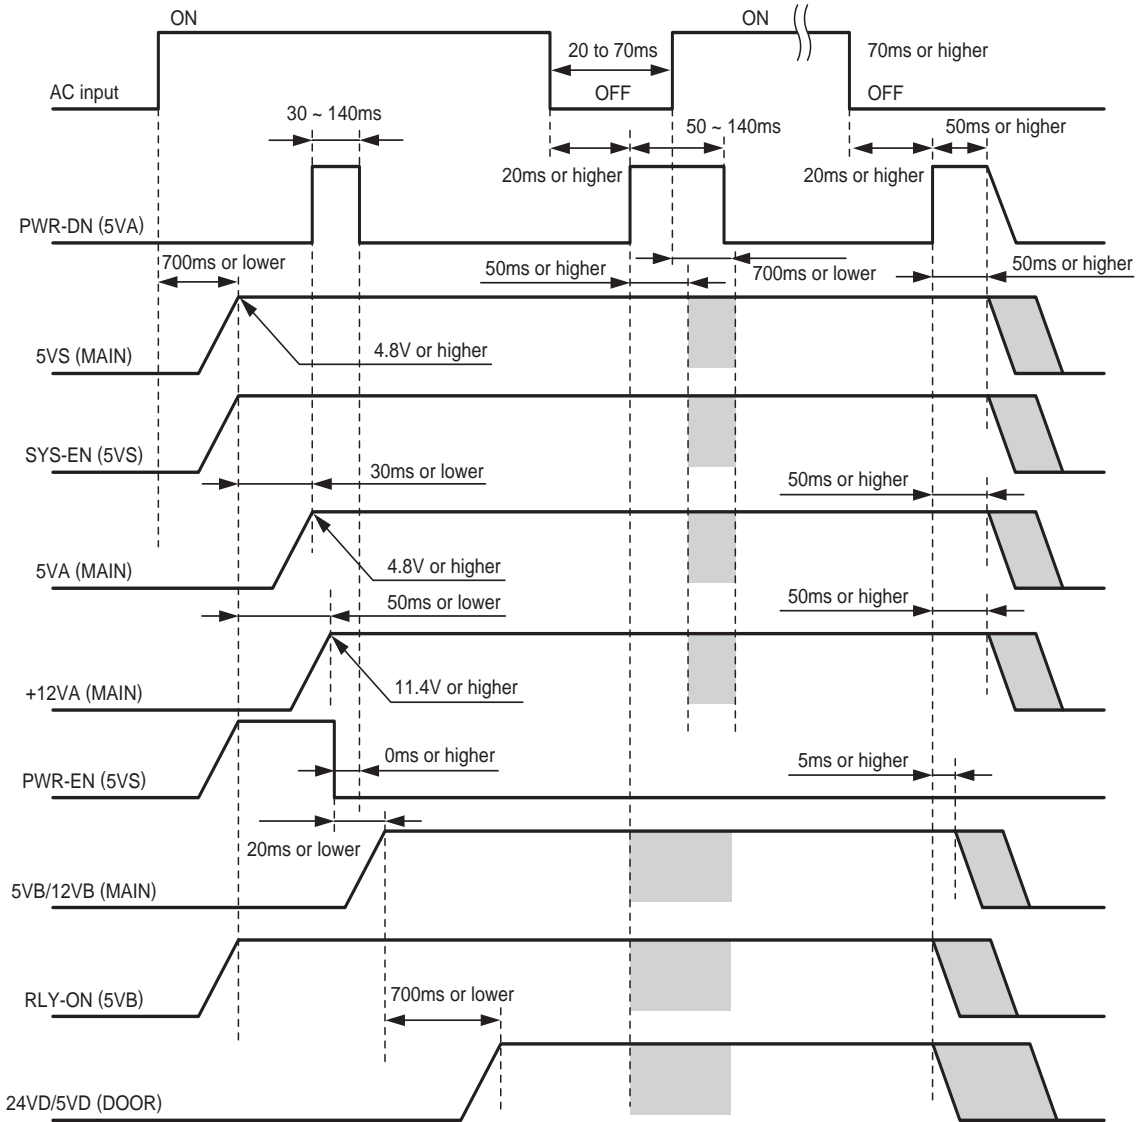 ON
ON
20 to 70ms
70ms or higher
AC input
OFF
OFF
30 ~ 140ms
50 ~ 140ms
50ms or higher
20ms or higher
20ms or higher
PWR-DN (5VA)
700ms or lower
50ms or higher
700ms or lower
50ms or higher
5VS (MAIN)
4.8V or higher
SYS-EN (5VS)
30ms or lower
50ms or higher
5VA (MAIN)
4.8V or higher
50ms or lower
50ms or higher
+12VA (MAIN)
11.4V or higher
PWR-EN (5VS)
0ms or higher
5ms or higher
20ms or lower
5VB/12VB (MAIN)
RLY-ON (5VB)
700ms or lower
24VD/5VD (DOOR)